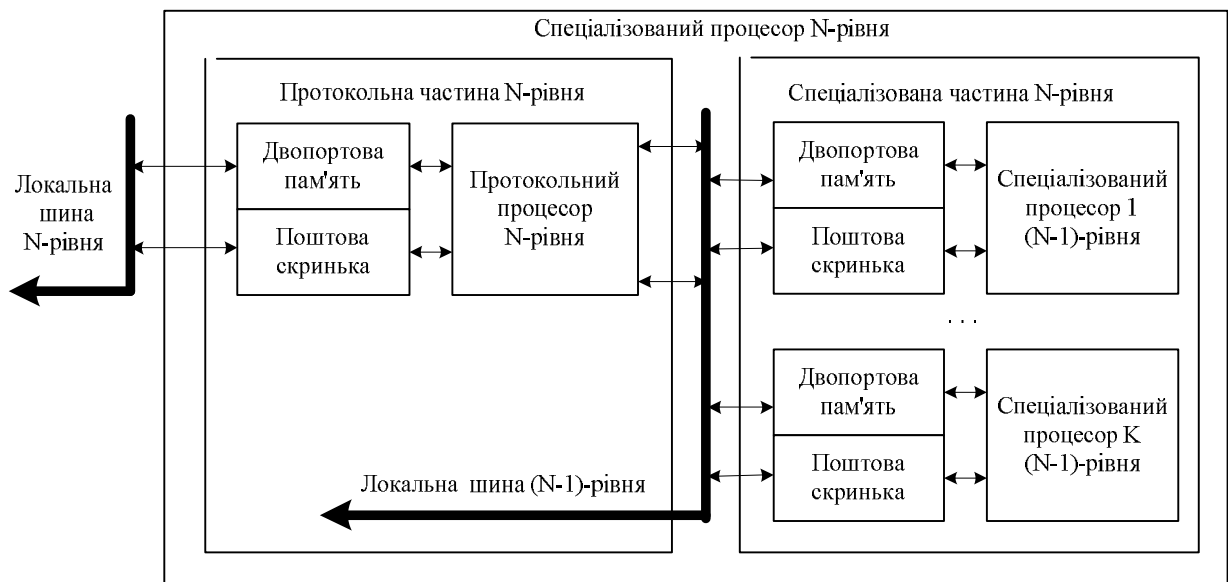 Спеціалізований процесор N-рівня
Протокольна частина N-рівня
Спеціалізована частина N-рівня
Локальна
шина
N-рівня
Двопортова
пам'ять
Поштова
скринька
Протокольний
процесор
N-рівня
Двопортова
пам'ять
Поштова
скринька
Спеціалізований
процесор 1
(N-1)-рівня
. . .
Двопортова
пам'ять
Поштова
скринька
Спеціалізований
процесор K
(N-1)-рівня
Локальна шина (N-1)-рівня